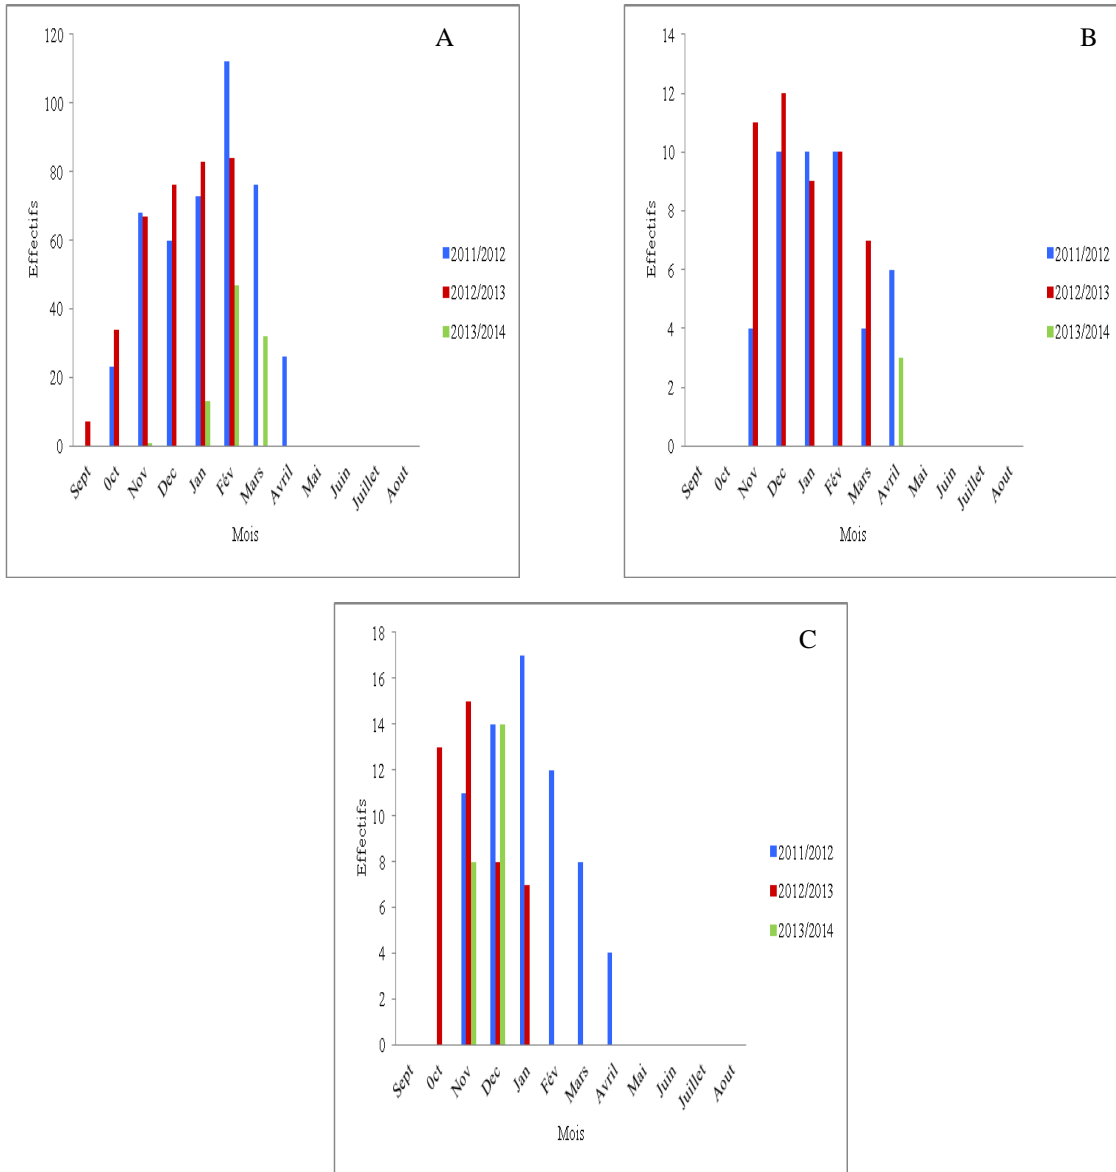 A
120
100
80
60
40
20
0
Effectifs
Sept
0ct
Nov
Dec
Jan
Fév
Mars
Avril
Mai
Juin
Juillet
Aout
Mois
2011/2012
2012/2013
2013/2014
B
14
12
10
8
6
4
2
0
Effectifs
Sept
Oct
Nov
Dec
Jan
Fév
Mars
Avril
Mai
Juin
Juillet
Aout
Mois
2011/2012
2012/2013
2013/2014
C
18
16
14
12
10
8
6
4
2
0
Effectifs
Sept
0ct
Nov
Dec
Jan
Fév
Mars
Avril
Mai
Juin
Juillet
Aout
Mois
2011/2012
2012/2013
2013/2014